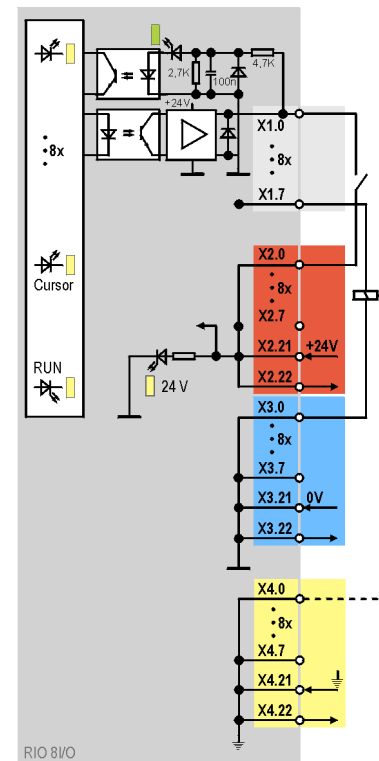 2,7K
100n
4,7K
+24V
X1.0
8x
8x
X1.7
X2.0
Cursor
8x
X2.7
X2.21
+24V
RUN
24 V
X2.22
X3.0
8x
X3.7
X3.21
0V
X3.22
X4.0
8x
X4.7
X4.21
X4.22
RIO 8I/O